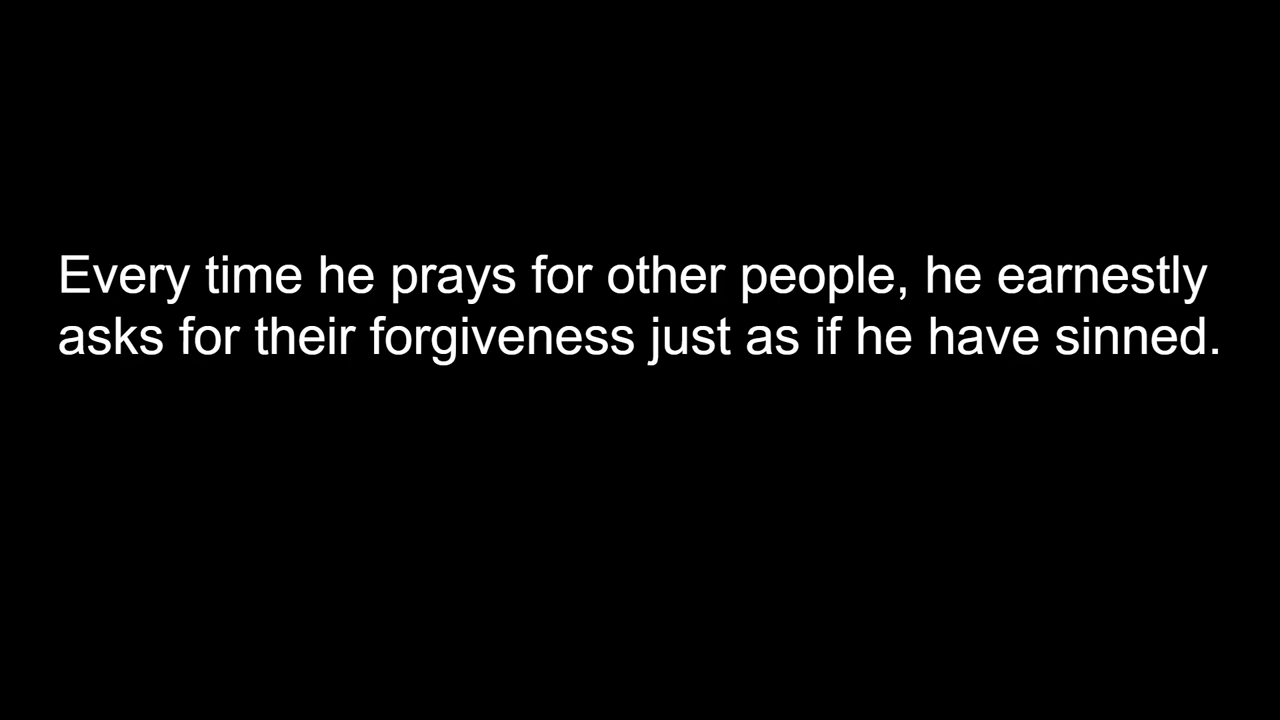 Every time he prays for other people, he earnestly
asks for their forgiveness just as if he have sinned.